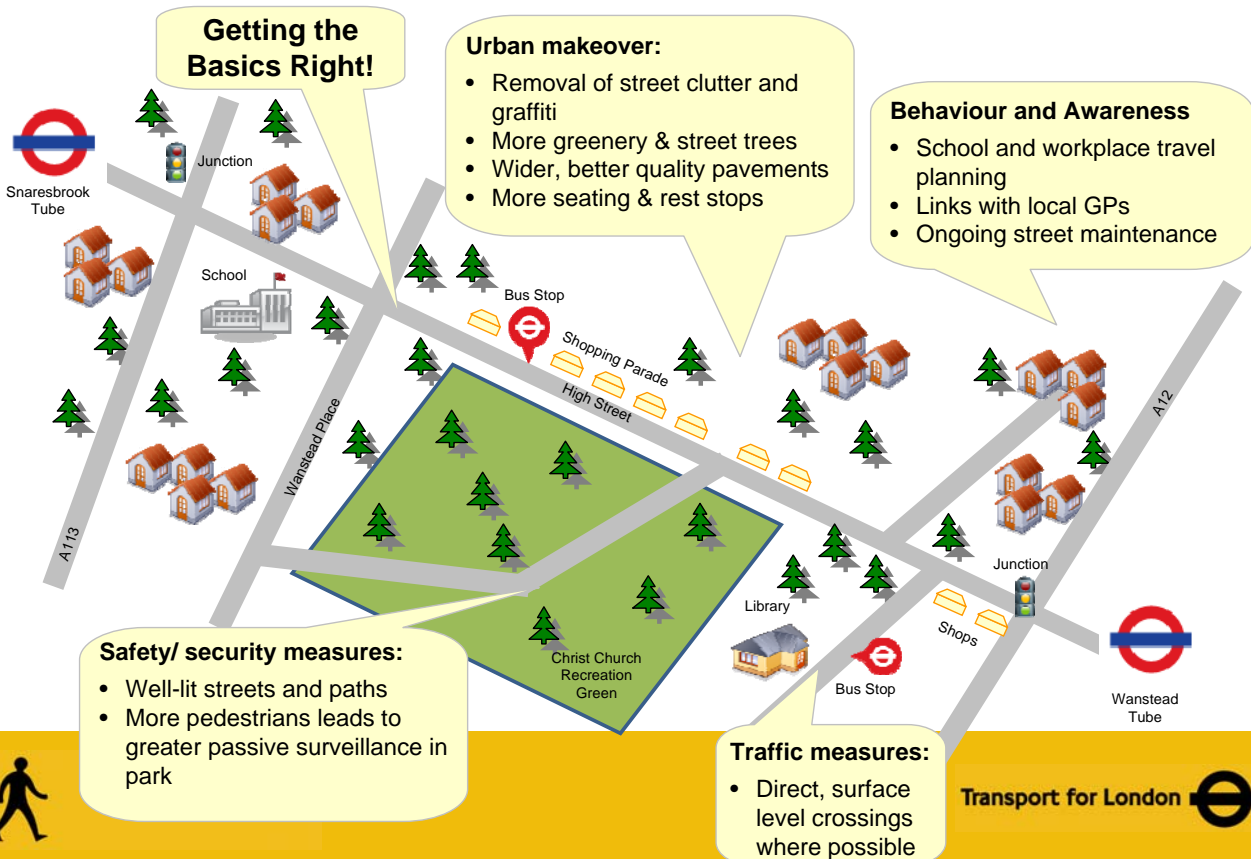 Getting the
Basics Right!
Urban makeover:
• Removal of street clutter and
graffiti
• More greenery & street trees
• Wider, better quality pavements
• More seating & rest stops
Behaviour and Awareness
• School and workplace travel
planning
• Links with local GPs
• Ongoing street maintenance
Snaresbrook
Tube
Junction
School
Bus Stop
Shopping Parade
High Street
Wanstead Place
A113
A12
Junction
Library
Shops
Bus Stop
Wanstead
Tube
Christ Church
Recreation
Green
Safety/ security measures:
• Well-lit streets and paths
• More pedestrians leads to
greater passive surveillance in
park
Traffic measures:
• Direct, surface
level crossings
where possible
Transport for London